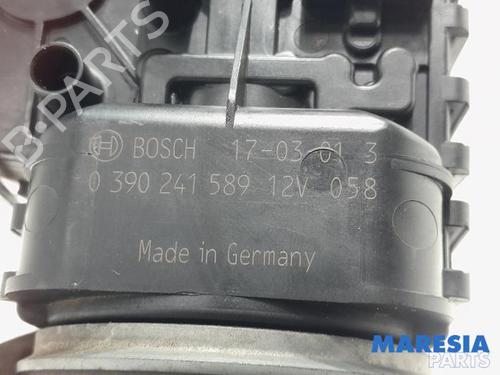 B-PARTS
BOSCH 17-03 01 3
0 390 241 589 12V 058
Made in Germany
MARESIA
PARTS